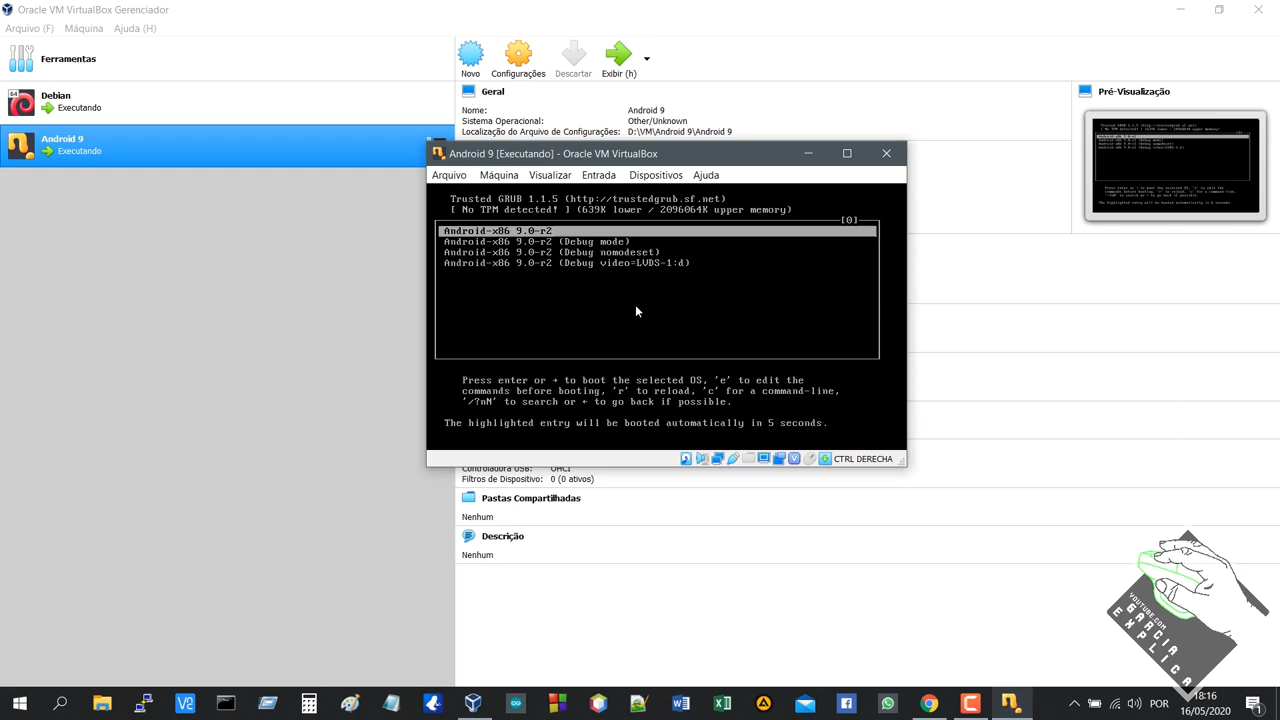 Oracle VM VirtualBox Gerenciador
Arquivo (F) Máquina Ajuda (H)
Ferramentas
Novo Configurações Descartar Exibir (h)
64
Debian
Executando
Android 9
Executando
Geral
Nome: Android 9
Sistema Operacional: Other/Unknown
Localização do Arquivo de Configurações: D:\VM\Android 9\Android 9
Pré-Visualização
Android 9 [Executando] - Oracle VM VirtualBox
Arquivo Máquina Visualizar Entrada Dispositivos Ajuda
Trusted GRUB 1.1.5 (http://trustedgrub.sf.net)
[ No TPM detected! ] (639K lower / 2096064K upper memory)
[0]
Android-x86 9.0-r2
Android-x86 9.0-r2 (Debug mode)
Android-x86 9.0-r2 (Debug nomodeset)
Android-x86 9.0-r2 (Debug video=LVDS-1:d)
Press enter or → to boot the selected OS, 'e' to edit the
commands before booting, 'r' to reload, 'c' for a command-line,
'/?nN' to search or ← to go back if possible.
The highlighted entry will be booted automatically in 5 seconds.
CTRL DERECHA
Controladora USB: OHCI
Filtros de Dispositivo: 0 (0 ativos)
Pastas Compartilhadas
Nenhum
Descrição
Nenhum
YOUTUBE.COM
GARCIA
EXPLICA
POR
18:16
16/05/2020